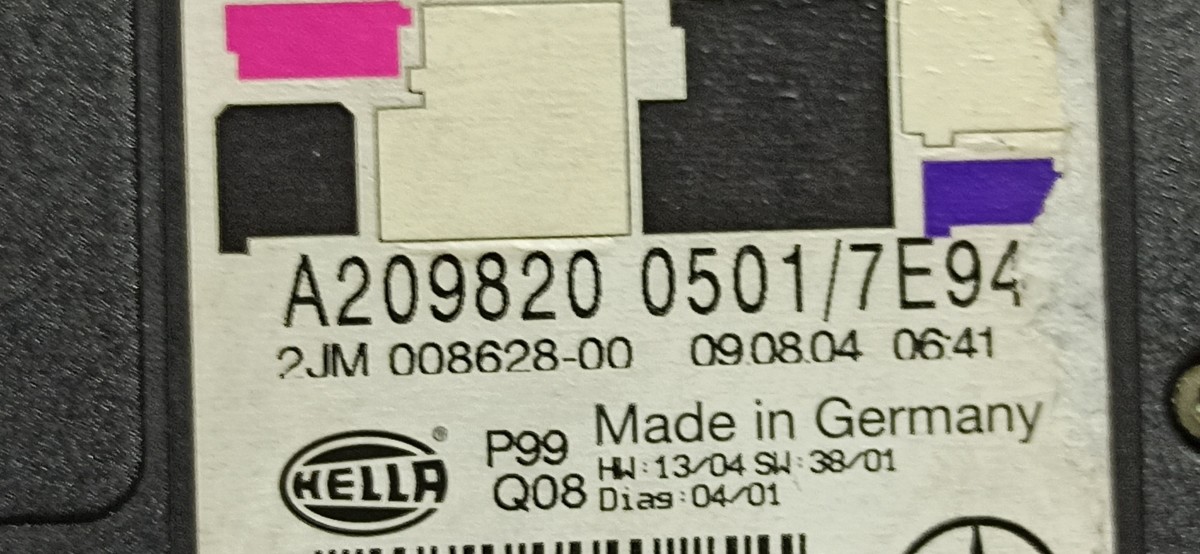 A209820 0501/7E94
2JM 008628-00 09.08.04 06:41
Made in Germany
P99
HW:13/04 SW:38/01
Q08
Diag:04/01
HELLA®